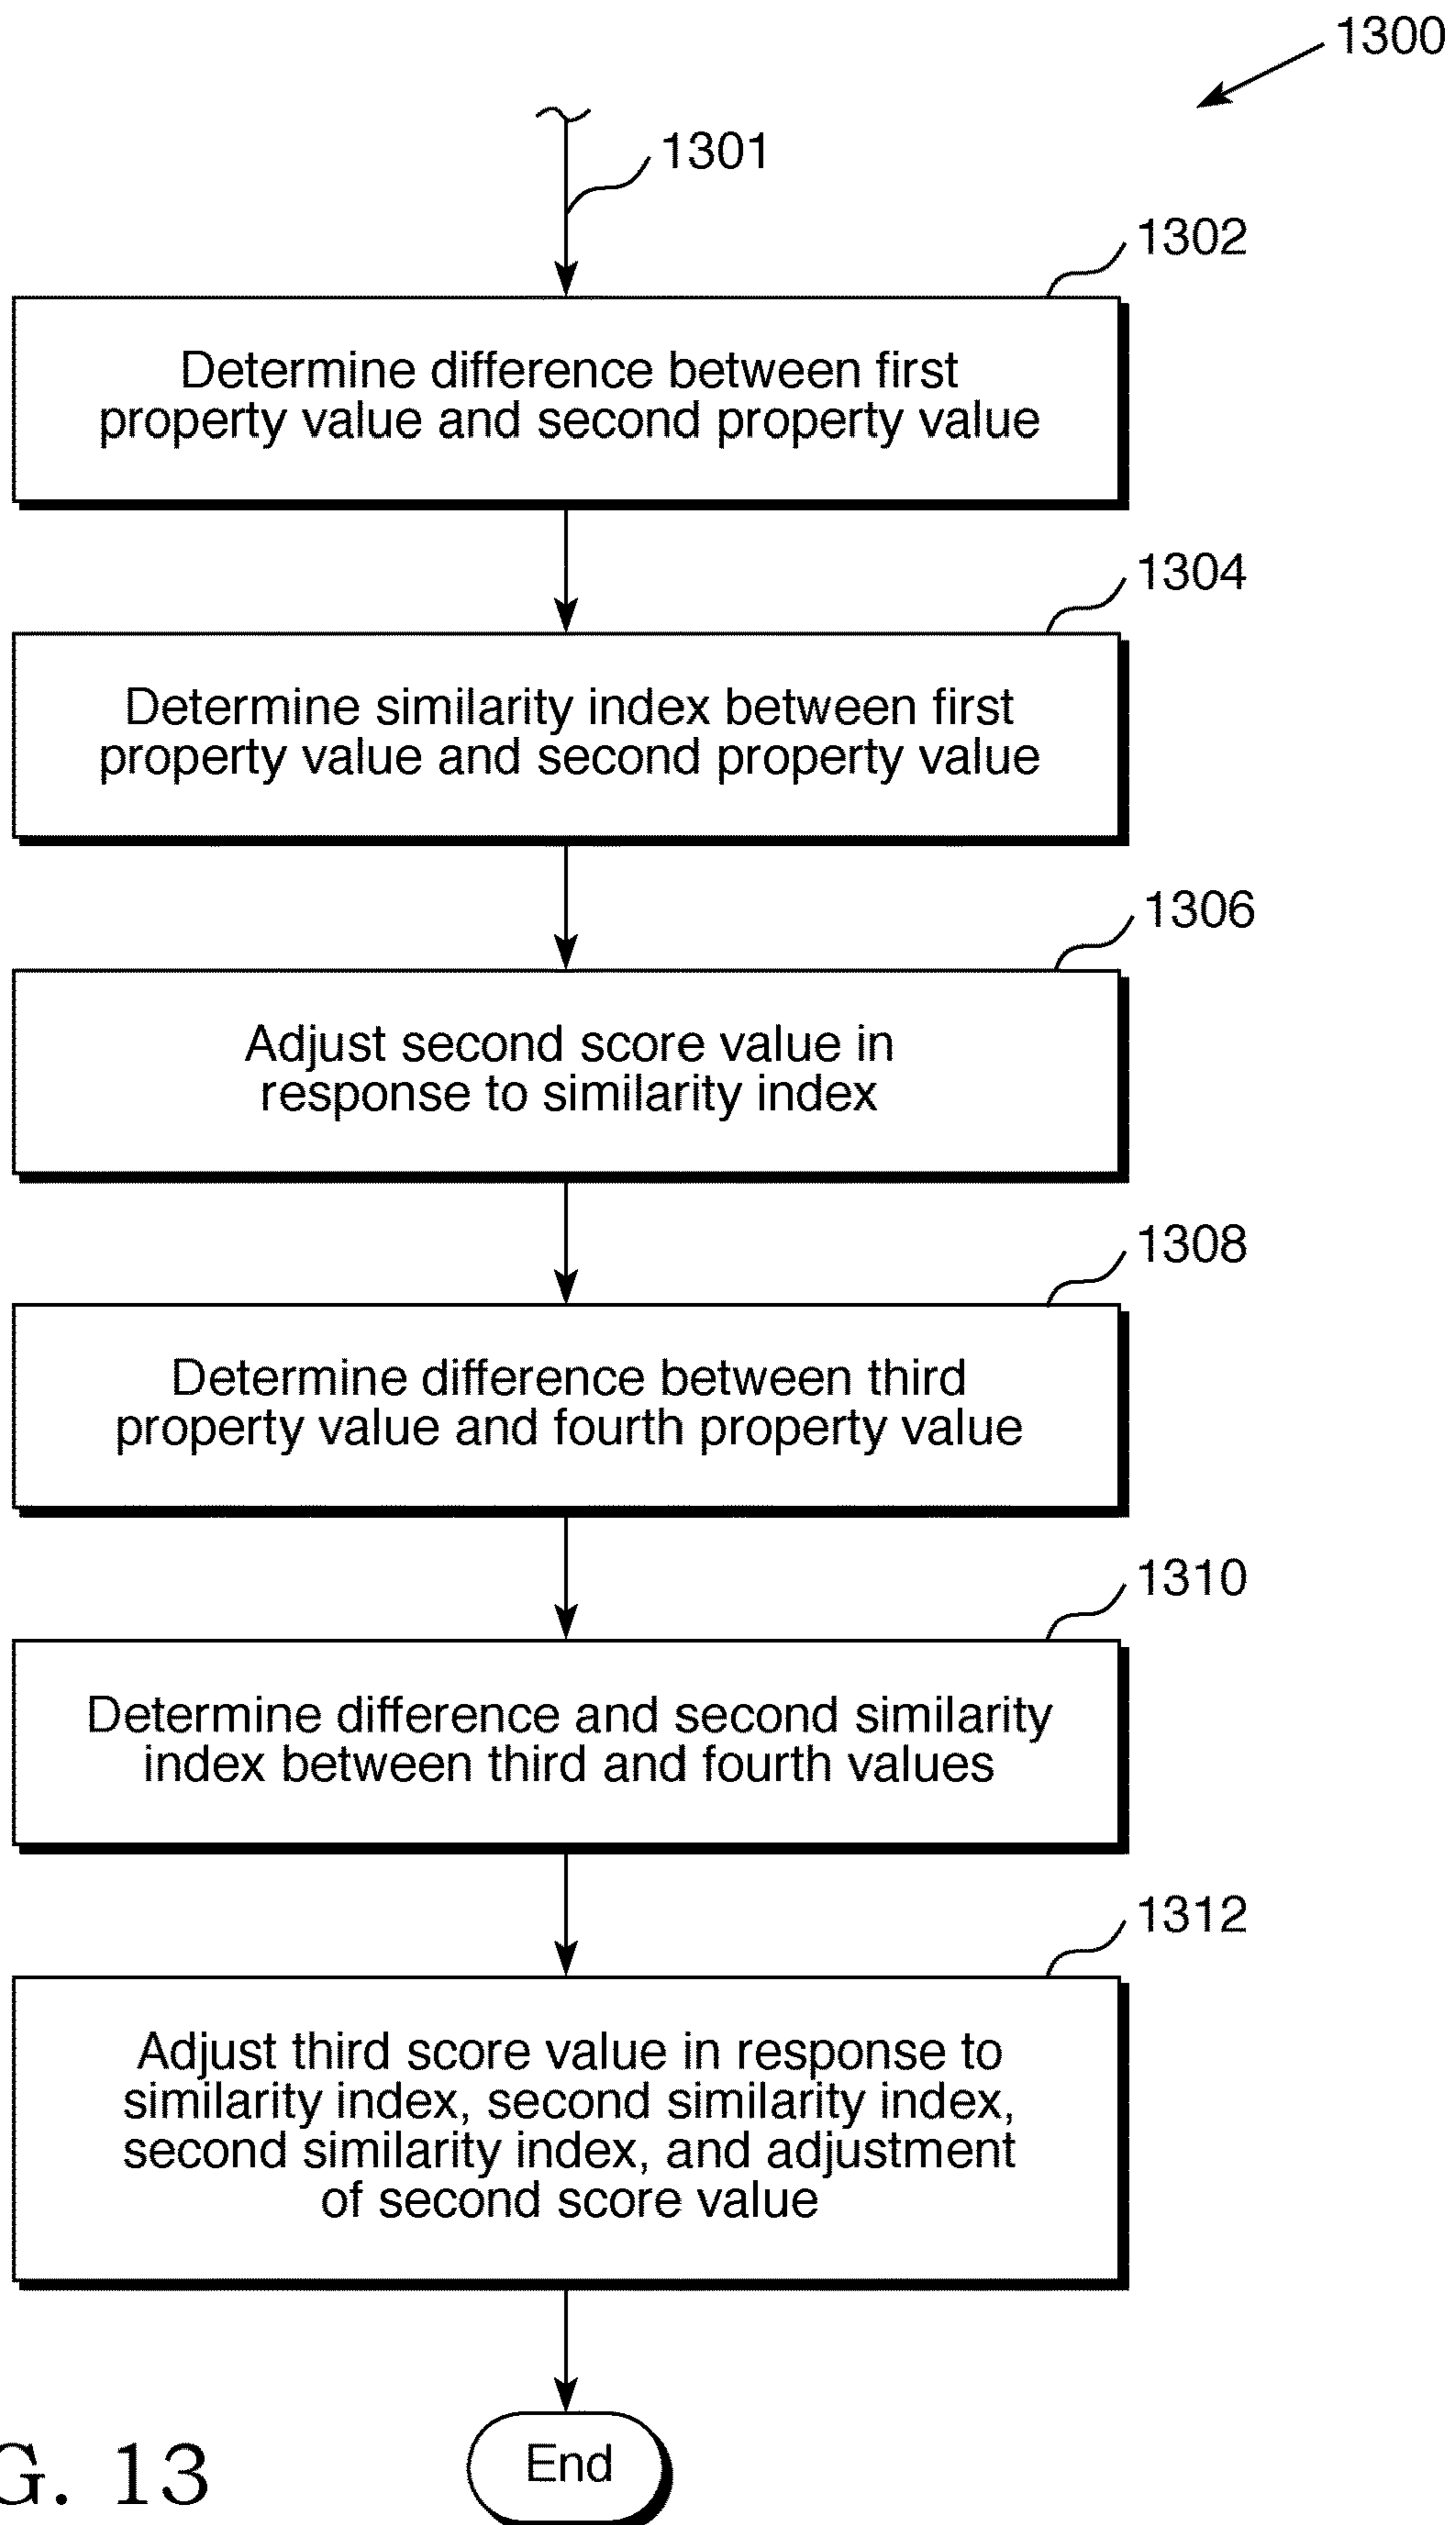 1300
1301
1302
Determine difference between first
property value and second property value
1304
Determine similarity index between first
property value and second property value
1306
Adjust second score value in
response to similarity index
1308
Determine difference between third
property value and fourth property value
1310
Determine difference and second similarity
index between third and fourth values
1312
Adjust third score value in response to
similarity index, second similarity index,
second similarity index, and adjustment
of second score value
End
G. 13